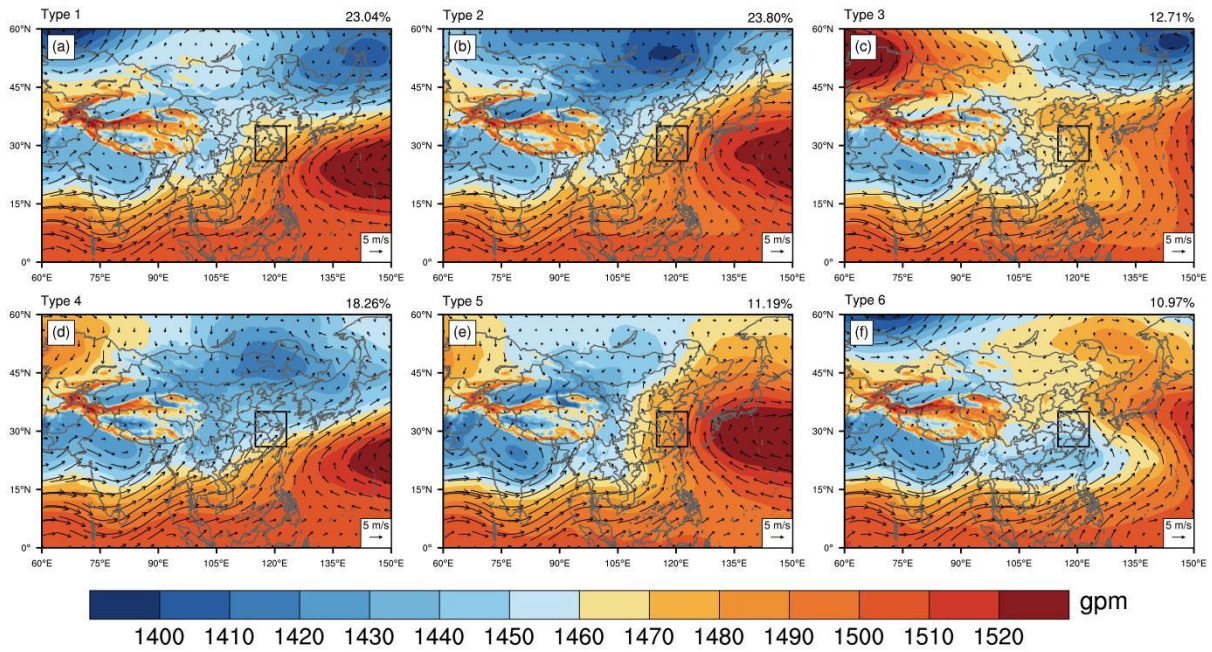 Type 1 23.04% Type 2 23.80% Type 3 12.71%
60°N (a) 60°N (b) 60°N (c)
45°N 45°N 45°N
30°N 30°N 30°N
15°N 15°N 15°N
5 m/s 5 m/s 5 m/s
0° 0° 0°
60°E 75°E 90°E 105°E 120°E 135°E 150°E 60°E 75°E 90°E 105°E 120°E 135°E 150°E 60°E 75°E 90°E 105°E 120°E 135°E 150°E
Type 4 18.26% Type 5 11.19% Type 6 10.97%
60°N (d) 60°N (e) 60°N (f)
45°N 45°N 45°N
30°N 30°N 30°N
15°N 15°N 15°N
5 m/s 5 m/s 5 m/s
0° 0° 0°
60°E 75°E 90°E 105°E 120°E 135°E 150°E 60°E 75°E 90°E 105°E 120°E 135°E 150°E 60°E 75°E 90°E 105°E 120°E 135°E 150°E
gpm
1400 1410 1420 1430 1440 1450 1460 1470 1480 1490 1500 1510 1520